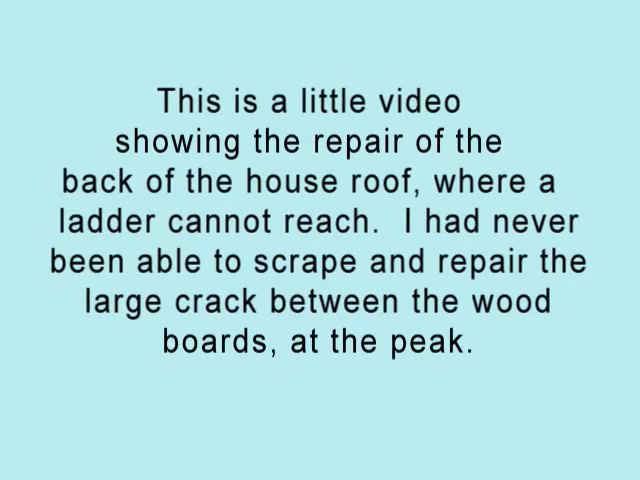 This is a little video
showing the repair of the
back of the house roof, where a
ladder cannot reach.  I had never
been able to scrape and repair the
large crack between the wood
boards, at the peak.